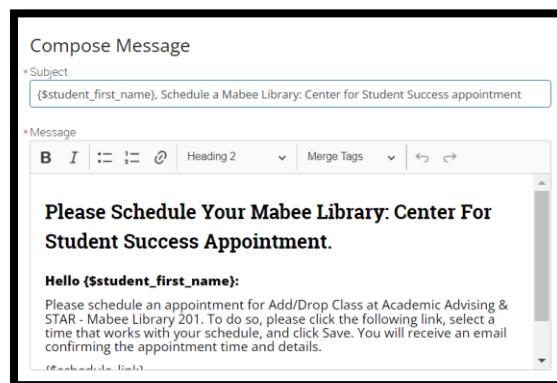 Compose Message
* Subject
{$student_first_name}, Schedule a Mabee Library: Center for Student Success appointment
* Message
B I Heading 2 Merge Tags
Please Schedule Your Mabee Library: Center For
Student Success Appointment.
Hello {$student_first_name}:
Please schedule an appointment for Add/Drop Class at Academic Advising &
STAR - Mabee Library 201. To do so, please click the following link, select a
time that works with your schedule, and click Save. You will receive an email
confirming the appointment time and details.
{$schedule_link}